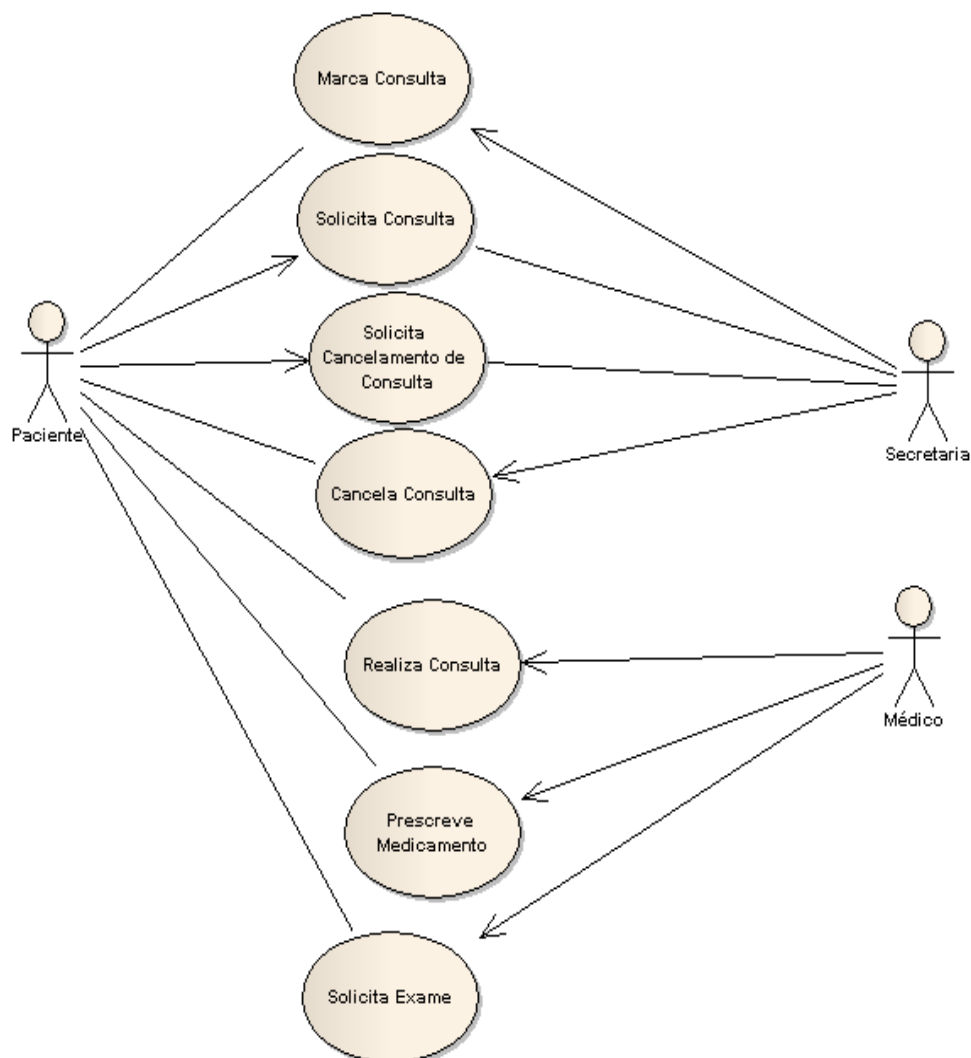 Marca Consulta
Solicita Consulta
Solicita
Cancelamento de
Consulta
Paciente
Secretaria
Cancela Consulta
Realiza Consulta
Médico
Prescreve
Medicamento
Solicita Exame